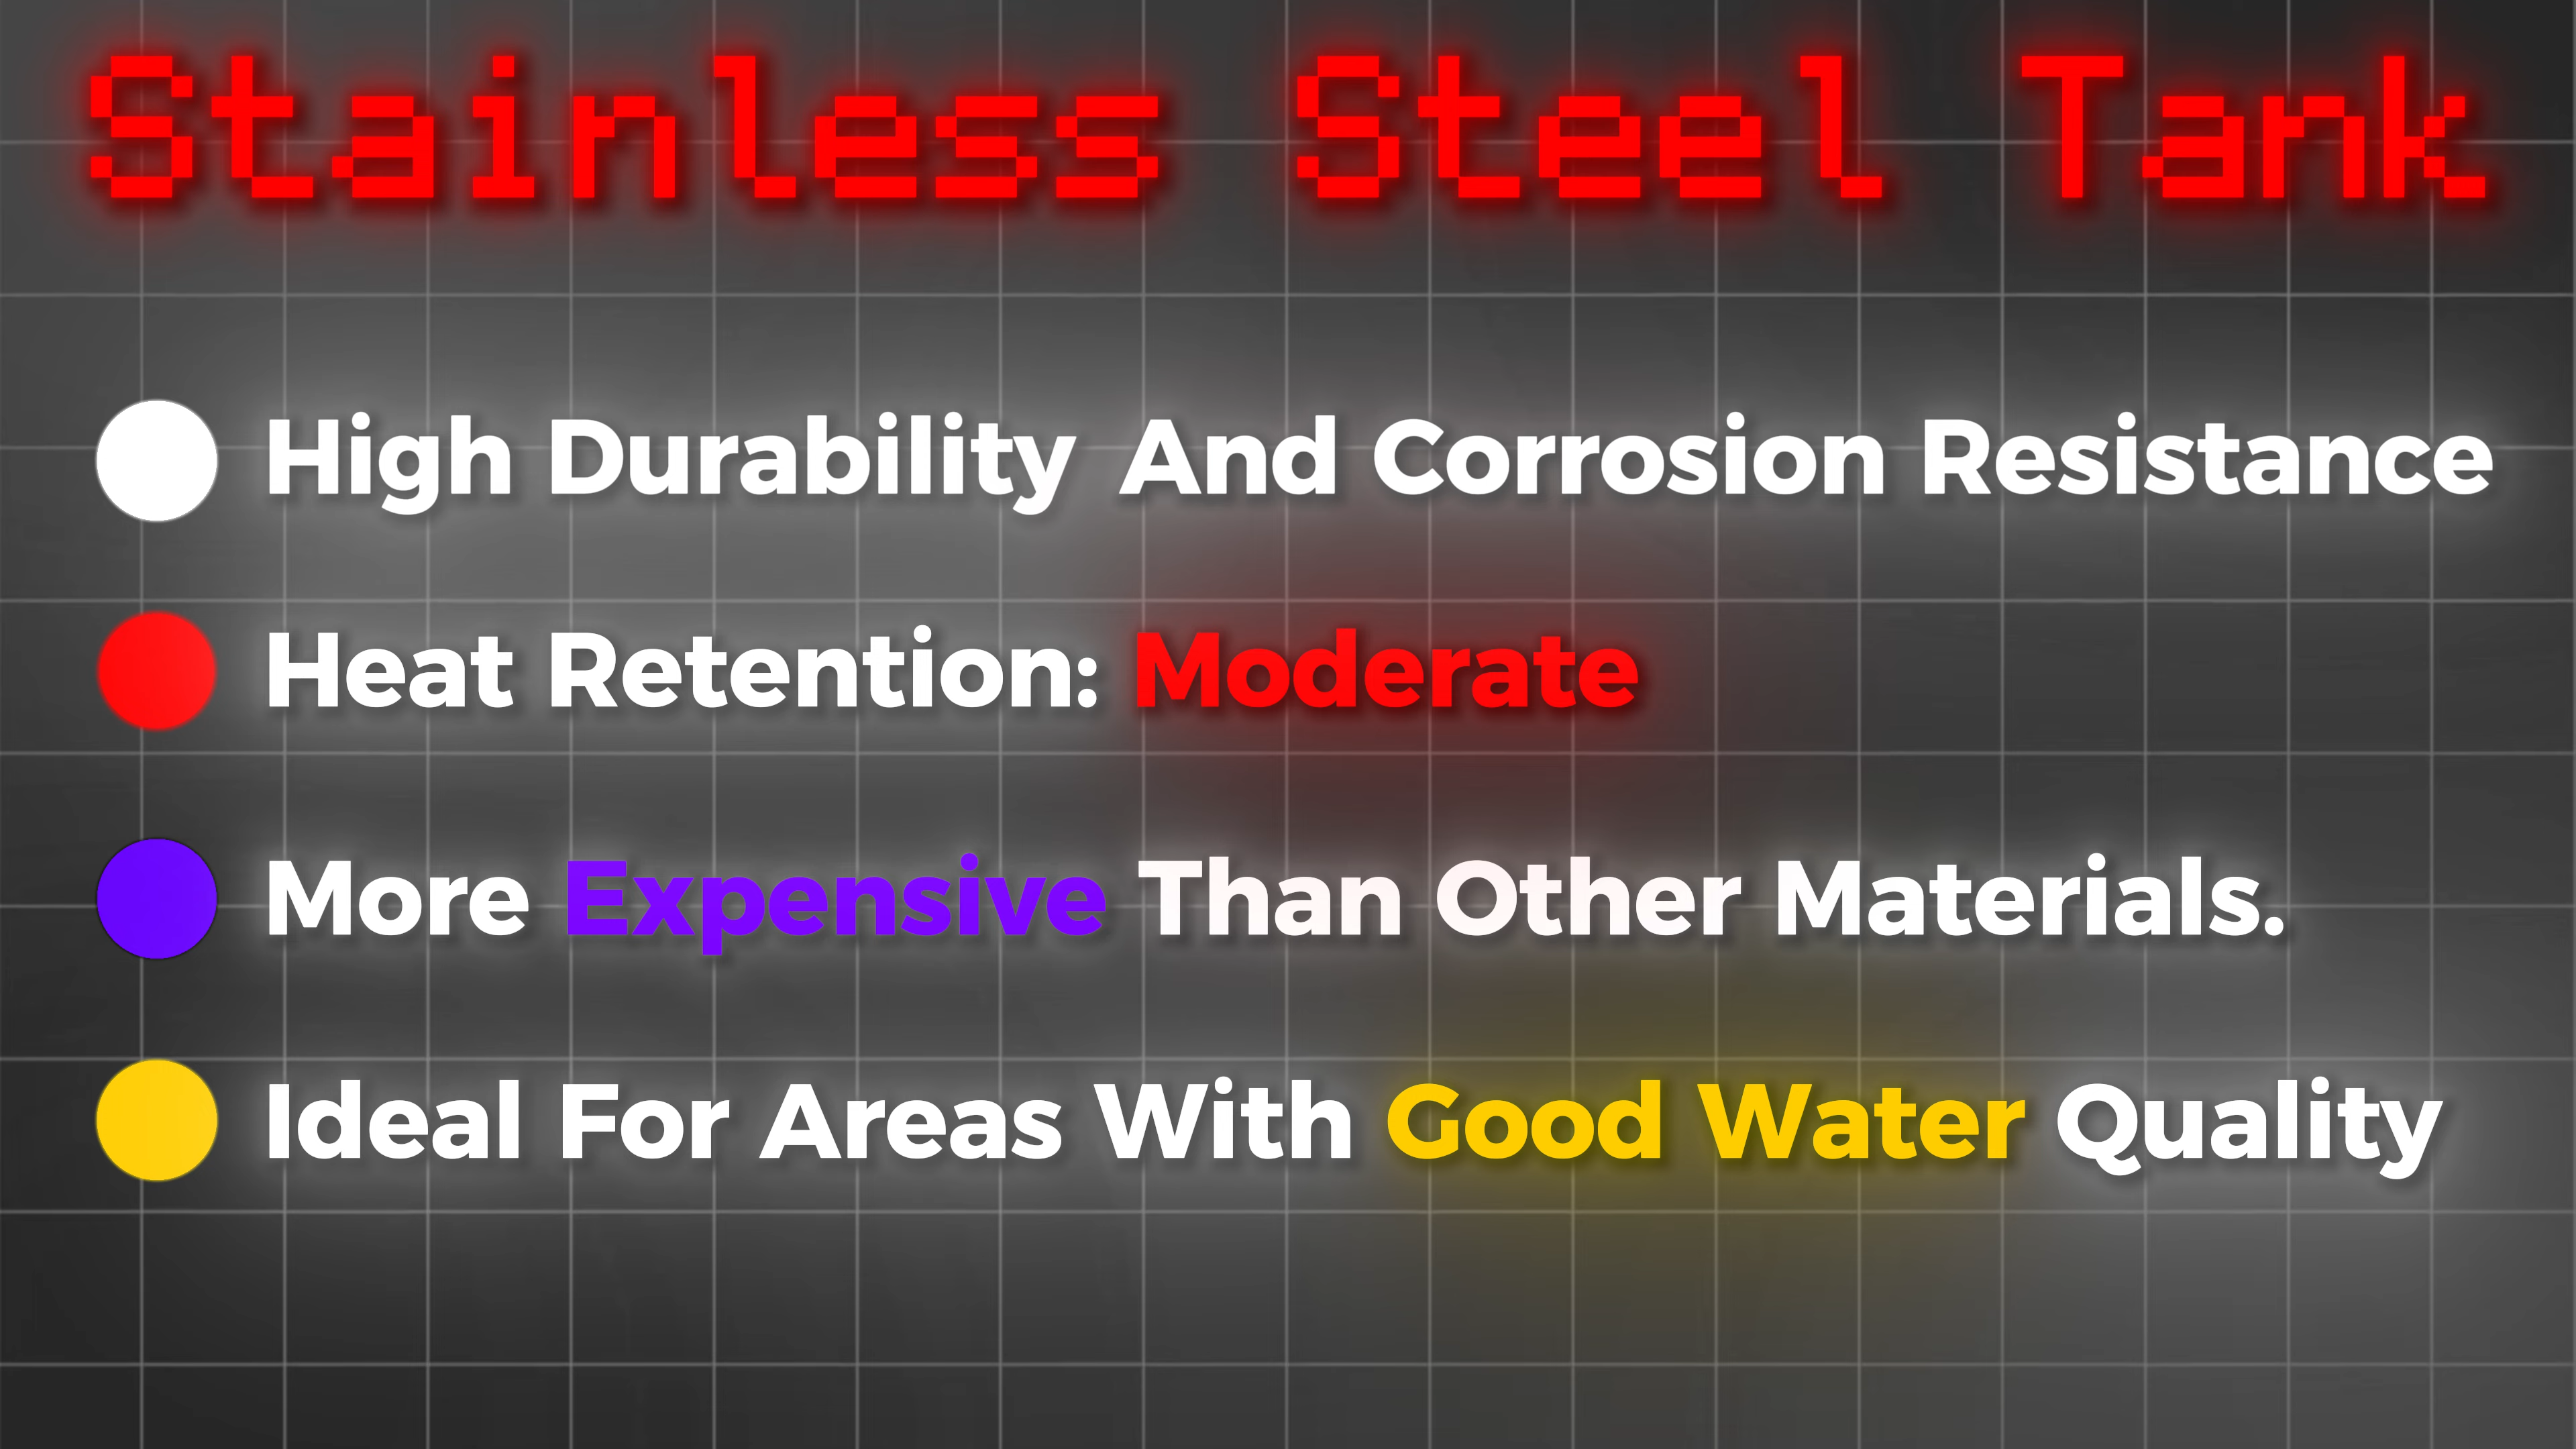 Stainless Steel Tank
High Durability And Corrosion Resistance
Heat Retention: Moderate
More Expensive Than Other Materials.
Ideal For Areas With Good Water Quality